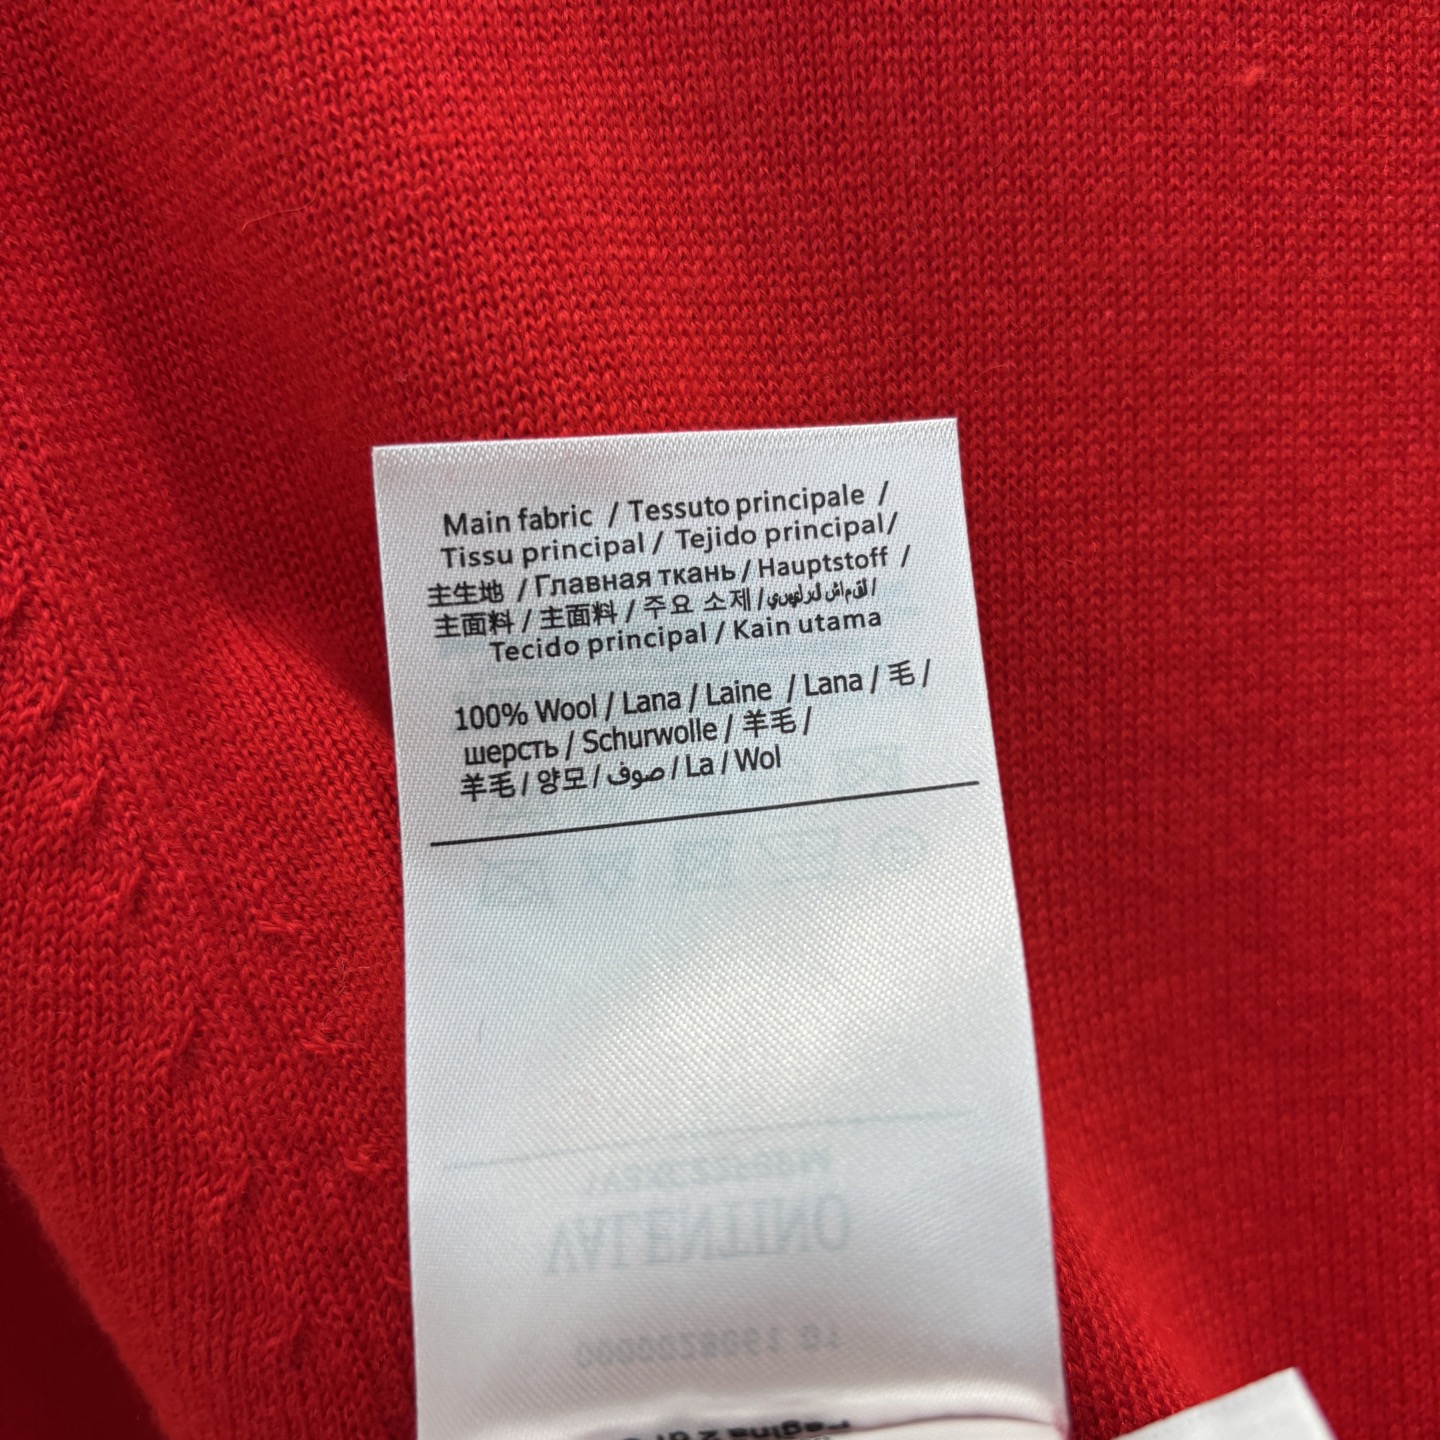 Main fabric / Tessuto principale /
Tissu principal / Tejido principal/
主生地 / Главная ткань / Hauptstoff /
主面料 / 主面料 / 주요 소제 /
Tecido principal / Kain utama
100% Wool / Lana / Laine / Lana / 毛 /
шерсть / Schurwolle / 羊毛 /
羊毛 / 양모 / صوف / La / Wol
VALENTINO